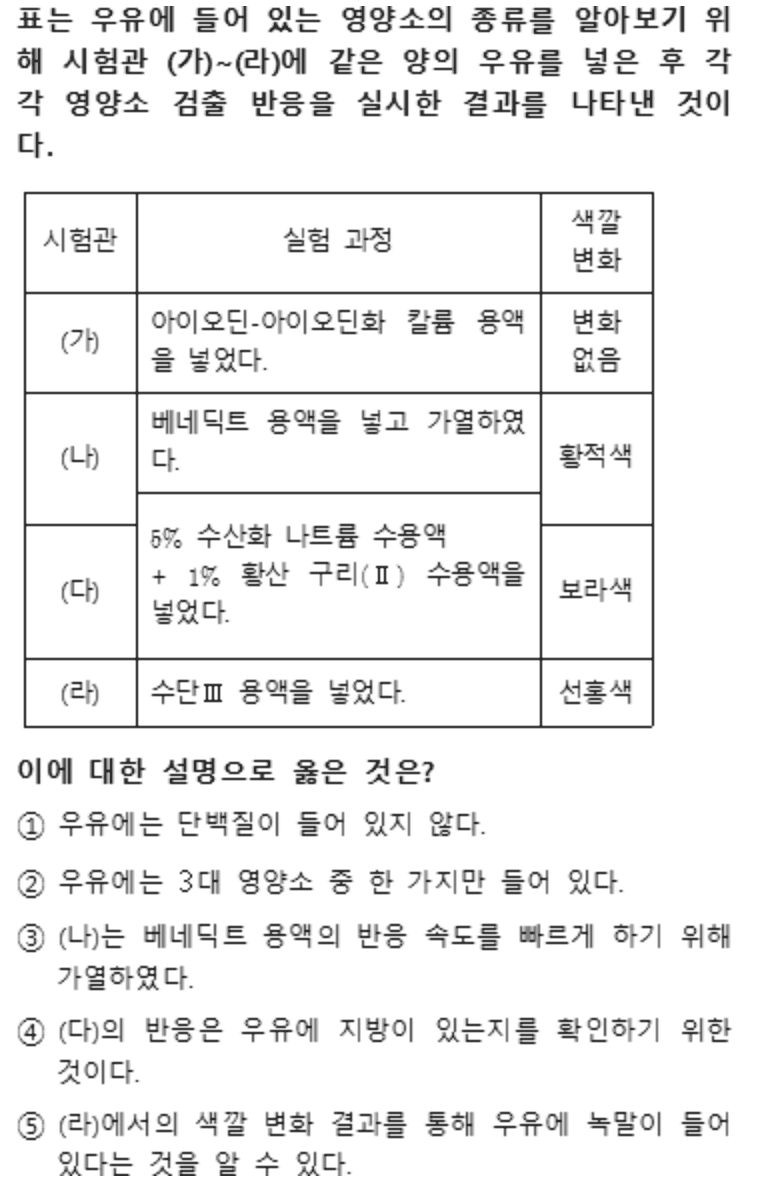 표는 우유에 들어 있는 영양소의 종류를 알아보기 위
해 시험관 (가)~(라)에 같은 양의 우유를 넣은 후 각
각 영양소 검출 반응을 실시한 결과를 나타낸 것이
다.
시험관 실험 과정 색깔
변화
(가) 아이오딘-아이오딘화 칼륨 용액
을 넣었다. 변화
없음
(나) 베네딕트 용액을 넣고 가열하였
다. 황적색
(다) 5% 수산화 나트륨 수용액
+ 1% 황산 구리(Ⅱ) 수용액을
넣었다. 보라색
(라) 수단Ⅲ 용액을 넣었다. 선홍색
이에 대한 설명으로 옳은 것은?
① 우유에는 단백질이 들어 있지 않다.
② 우유에는 3대 영양소 중 한 가지만 들어 있다.
③ (나)는 베네딕트 용액의 반응 속도를 빠르게 하기 위해
가열하였다.
④ (다)의 반응은 우유에 지방이 있는지를 확인하기 위한
것이다.
⑤ (라)에서의 색깔 변화 결과를 통해 우유에 녹말이 들어
있다는 것을 알 수 있다.